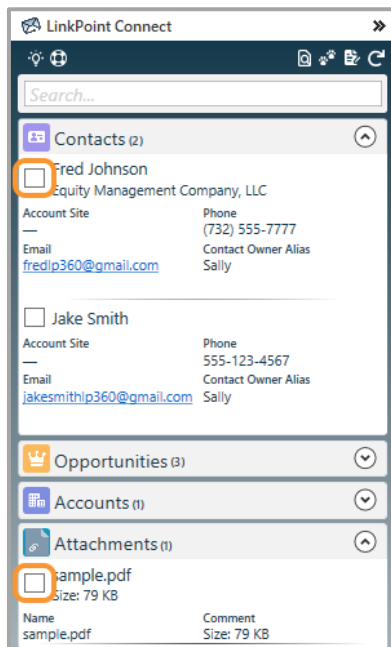 LinkPoint Connect
Search...
Contacts (2)
Fred Johnson
Equity Management Company, LLC
Account Site Phone
— (732) 555-7777
Email Contact Owner Alias
fredlp360@gmail.com Sally
Jake Smith
Account Site Phone
— 555-123-4567
Email Contact Owner Alias
jakesmithlp360@gmail.com Sally
Opportunities (3)
Accounts (1)
Attachments (1)
sample.pdf
Size: 79 KB
Name Comment
sample.pdf Size: 79 KB